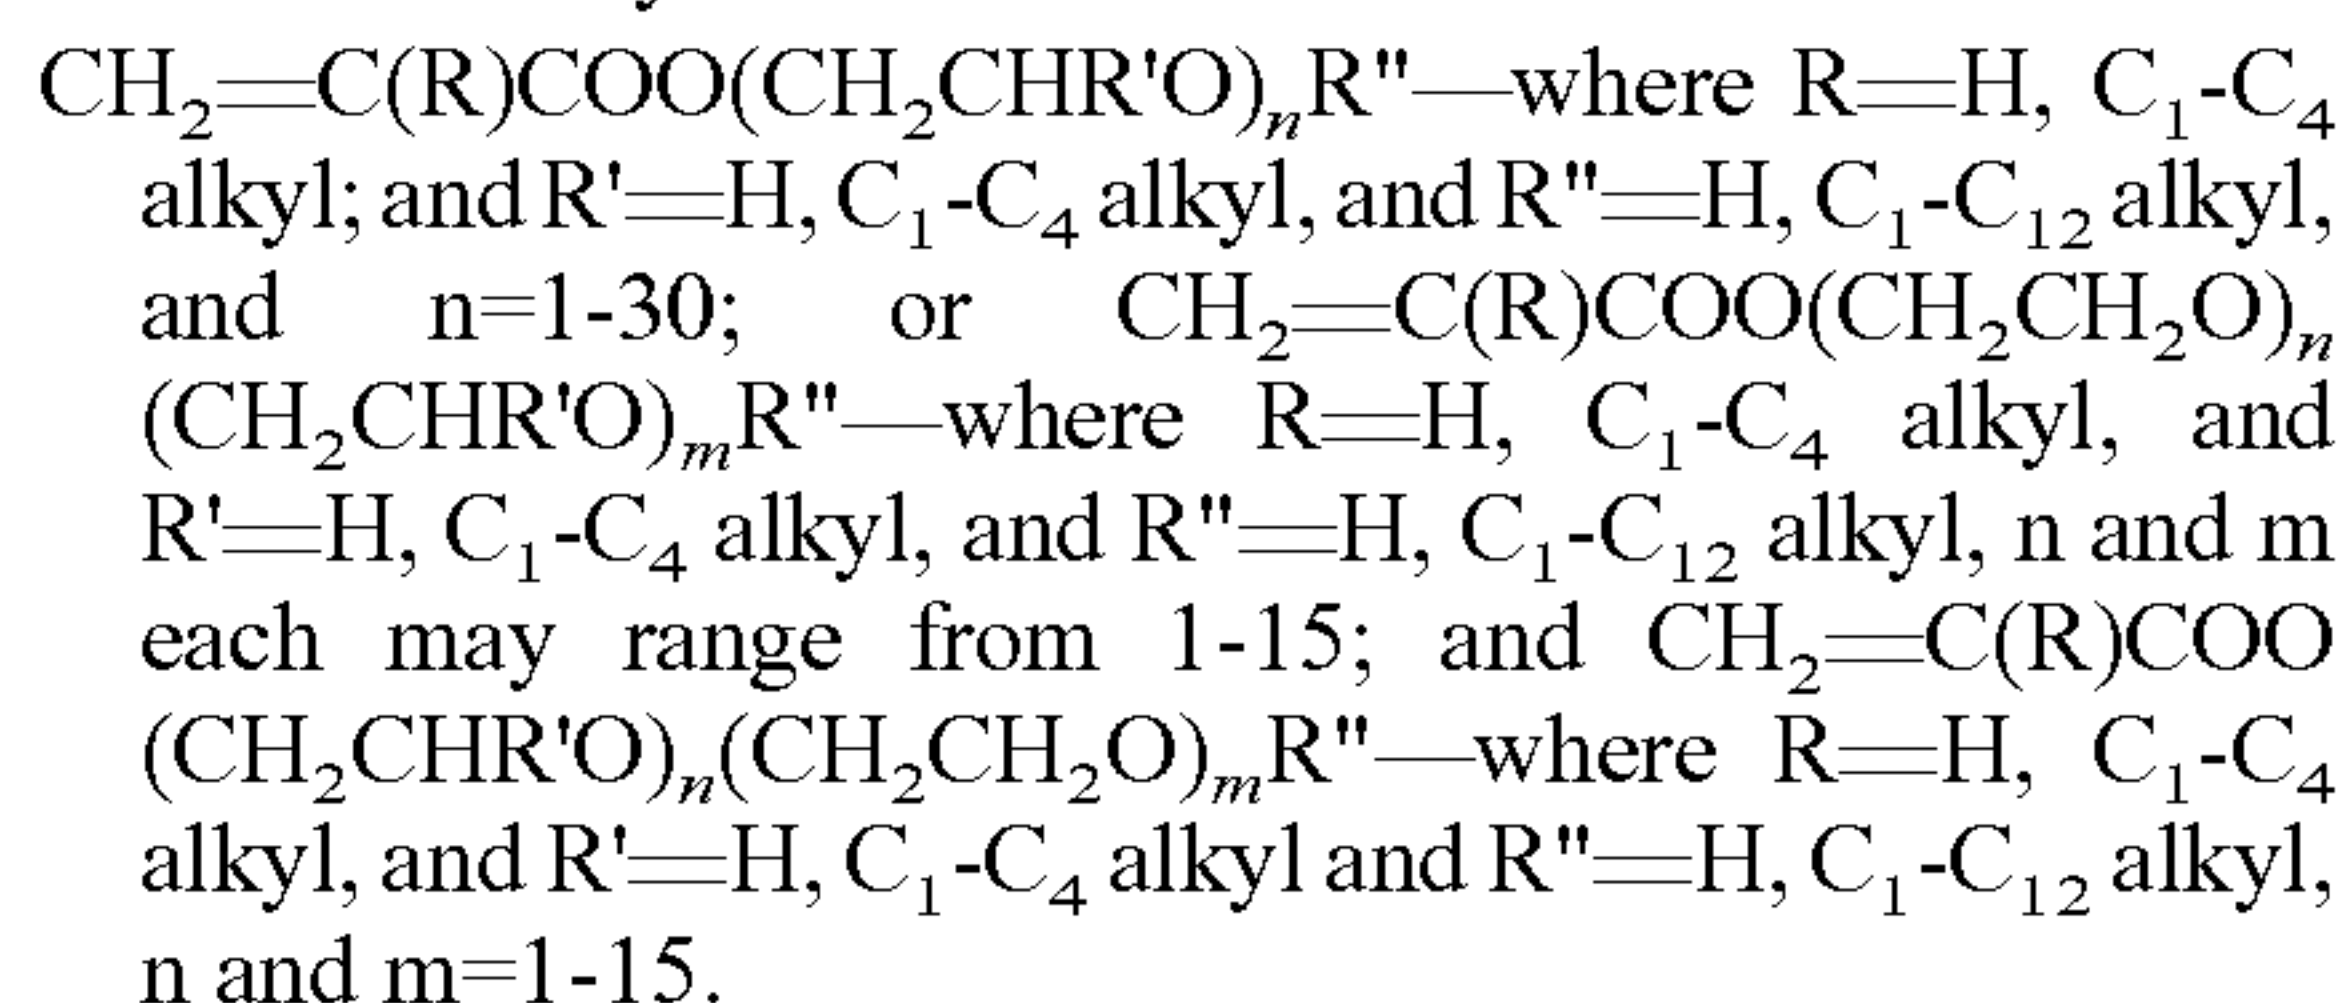 CH₂═C(R)COO(CH₂CHR'O)ₙR"—where R═H, C₁-C₄
alkyl; and R'═H, C₁-C₄ alkyl, and R"═H, C₁-C₁₂ alkyl,
and n=1-30; or CH₂═C(R)COO(CH₂CH₂O)ₙ
(CH₂CHR'O)ₘR"—where R═H, C₁-C₄ alkyl, and
R'═H, C₁-C₄ alkyl, and R"═H, C₁-C₁₂ alkyl, n and m
each may range from 1-15; and CH₂═C(R)COO
(CH₂CHR'O)ₙ(CH₂CH₂O)ₘR"—where R═H, C₁-C₄
alkyl, and R'═H, C₁-C₄ alkyl and R"═H, C₁-C₁₂ alkyl,
n and m=1-15.